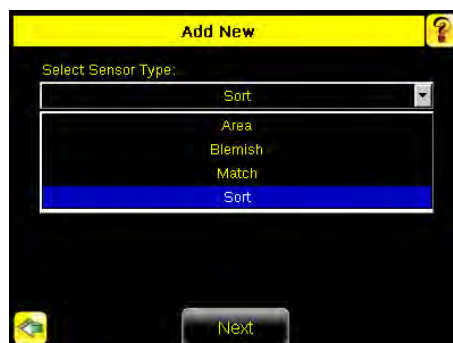 Add New
?
Select Sensor Type:
Sort
Area
Blemish
Match
Sort
Next